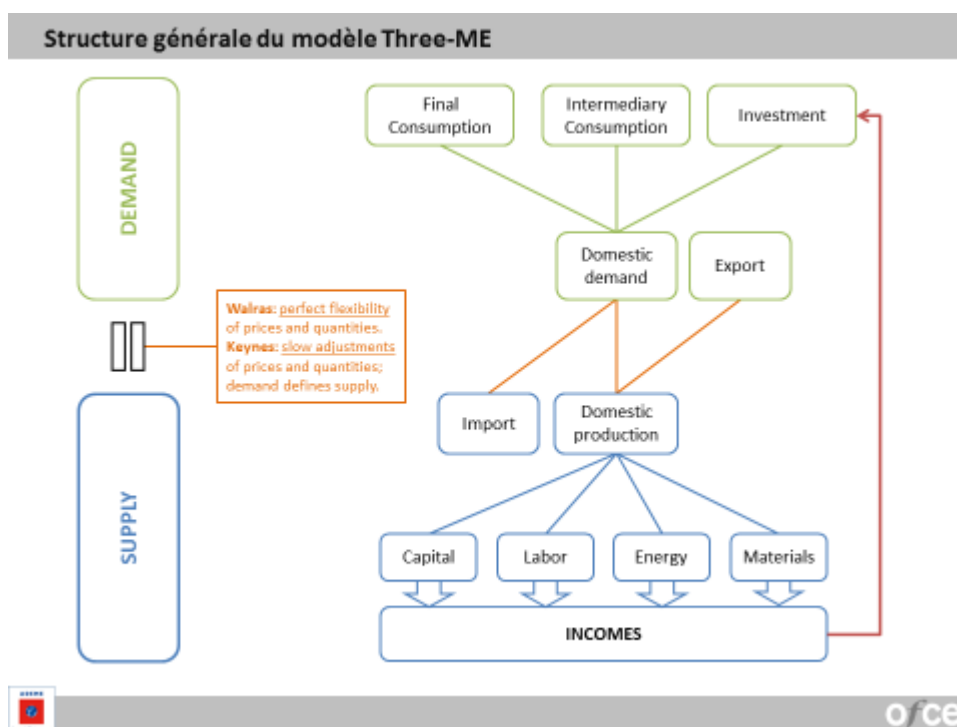 Structure générale du modèle Three-ME
DEMAND
Final
Consumption
Intermediary
Consumption
Investment
Domestic
demand
Export
Walras: perfect flexibility
of prices and quantities.
Keynes: slow adjustments
of prices and quantities;
demand defines supply.
SUPPLY
Import
Domestic
production
Capital
Labor
Energy
Materials
INCOMES
ofce